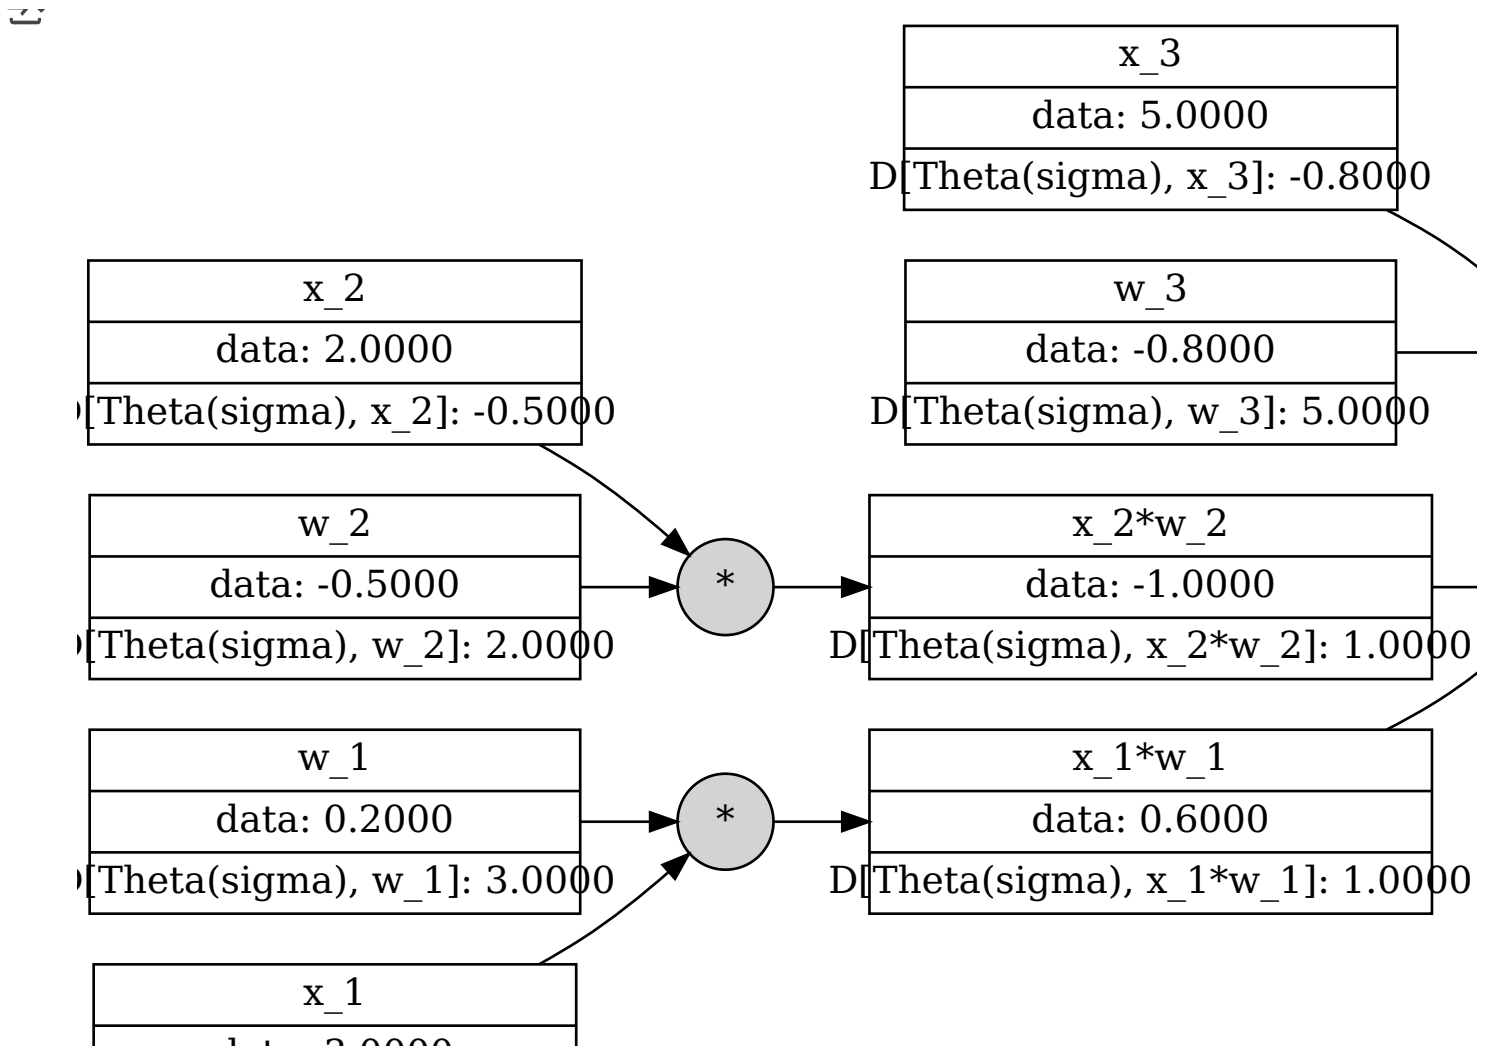 x_3
data: 5.0000
D[Theta(sigma), x_3]: -0.8000
x_2
data: 2.0000
[Theta(sigma), x_2]: -0.5000
w_3
data: -0.8000
D[Theta(sigma), w_3]: 5.0000
w_2
data: -0.5000
[Theta(sigma), w_2]: 2.0000
*
x_2*w_2
data: -1.0000
D[Theta(sigma), x_2*w_2]: 1.0000
w_1
data: 0.2000
[Theta(sigma), w_1]: 3.0000
*
x_1*w_1
data: 0.6000
D[Theta(sigma), x_1*w_1]: 1.0000
x_1
data: 3.0000